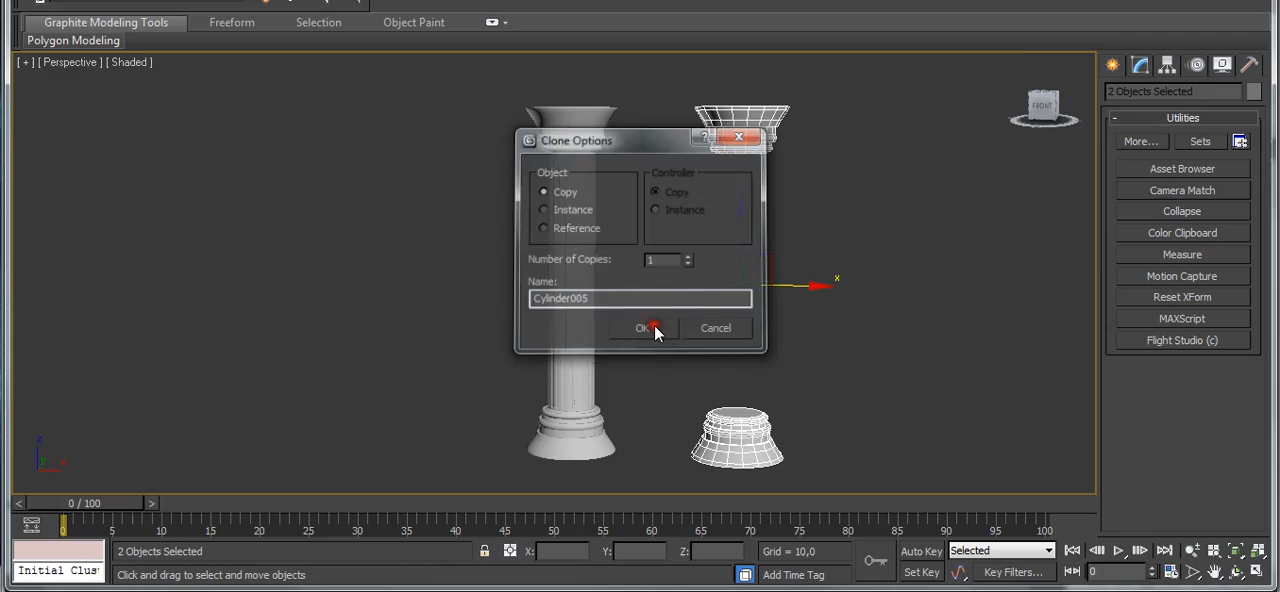 Graphite Modeling Tools Freeform Selection Object Paint
Polygon Modeling
[ + ] [ Perspective ] [ Shaded ]
FRONT
2 Objects Selected
- Utilities
More... Sets
Asset Browser
Camera Match
Collapse
Color Clipboard
Measure
Motion Capture
Reset XForm
MAXScript
Flight Studio (c)
Clone Options
?
Object
Copy
Instance
Reference
Controller
Copy
Instance
Number of Copies: 1
Name:
Cylinder005
OK Cancel
x
z
y x
< 0 / 100 >
0 5 10 15 20 25 30 35 40 45 50 55 60 65 70 75 80 85 90 95 100
2 Objects Selected X: Y: Z: Grid = 10,0 Auto Key Selected
Initial Clus Click and drag to select and move objects Add Time Tag Set Key Key Filters... 0